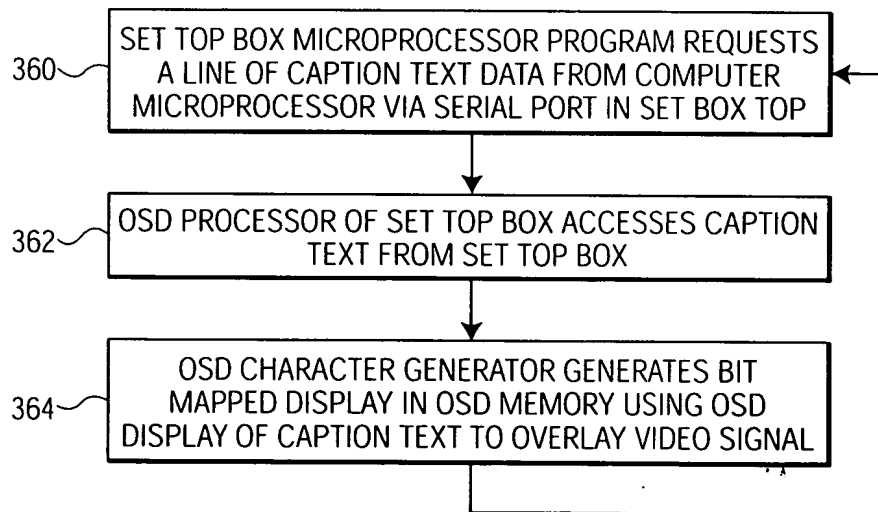 SET TOP BOX MICROPROCESSOR PROGRAM REQUESTS
360
A LINE OF CAPTION TEXT DATA FROM COMPUTER
MICROPROCESSOR VIA SERIAL PORT IN SET BOX TOP
OSD PROCESSOR OF SET TOP BOX ACCESSES CAPTION
362
TEXT FROM SET TOP BOX
OSD CHARACTER GENERATOR GENERATES BIT
364
MAPPED DISPLAY IN OSD MEMORY USING OSD
DISPLAY OF CAPTION TEXT TO OVERLAY VIDEO SIGNAL